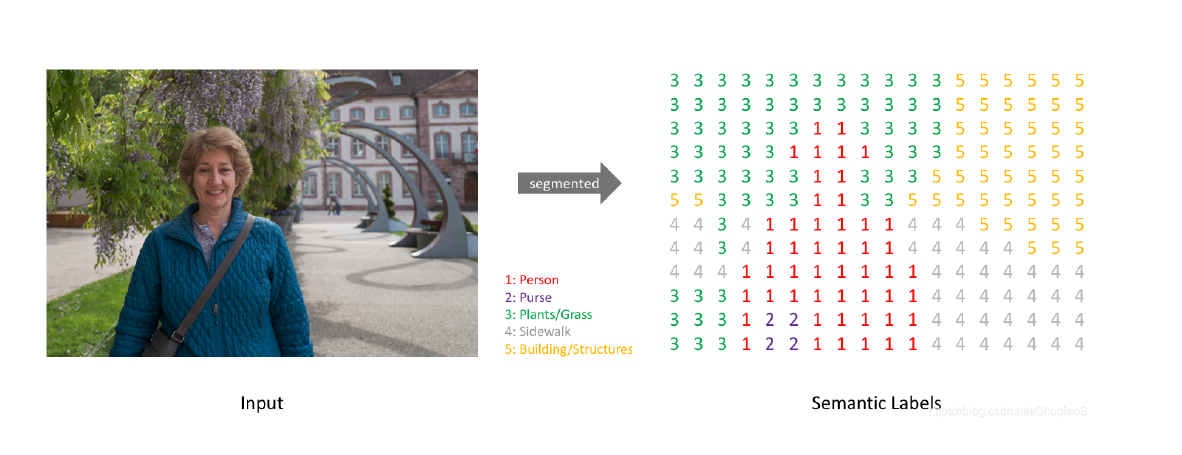 3 3 3 3 3 3 3 3 3 3 3 3 5 5 5 5 5 5
3 3 3 3 3 3 3 3 3 3 3 3 5 5 5 5 5 5
3 3 3 3 3 3 1 1 3 3 3 3 5 5 5 5 5 5
3 3 3 3 3 1 1 1 1 3 3 3 5 5 5 5 5 5
3 3 3 3 3 3 1 1 3 3 3 5 5 5 5 5 5 5
5 5 3 3 3 3 1 1 3 3 5 5 5 5 5 5 5 5
4 4 3 4 1 1 1 1 1 1 4 4 4 5 5 5 5 5
4 4 3 4 1 1 1 1 1 1 4 4 4 4 4 5 5 5
4 4 4 1 1 1 1 1 1 1 1 4 4 4 4 4 4 4
3 3 3 1 1 1 1 1 1 1 1 4 4 4 4 4 4 4
3 3 3 1 2 2 1 1 1 1 1 4 4 4 4 4 4 4
3 3 3 1 2 2 1 1 1 1 1 4 4 4 4 4 4 4
segmented
1: Person
2: Purse
3: Plants/Grass
4: Sidewalk
5: Building/Structures
Input
Semantic Labels
https://blog.csdn.net/ShuqiaoS